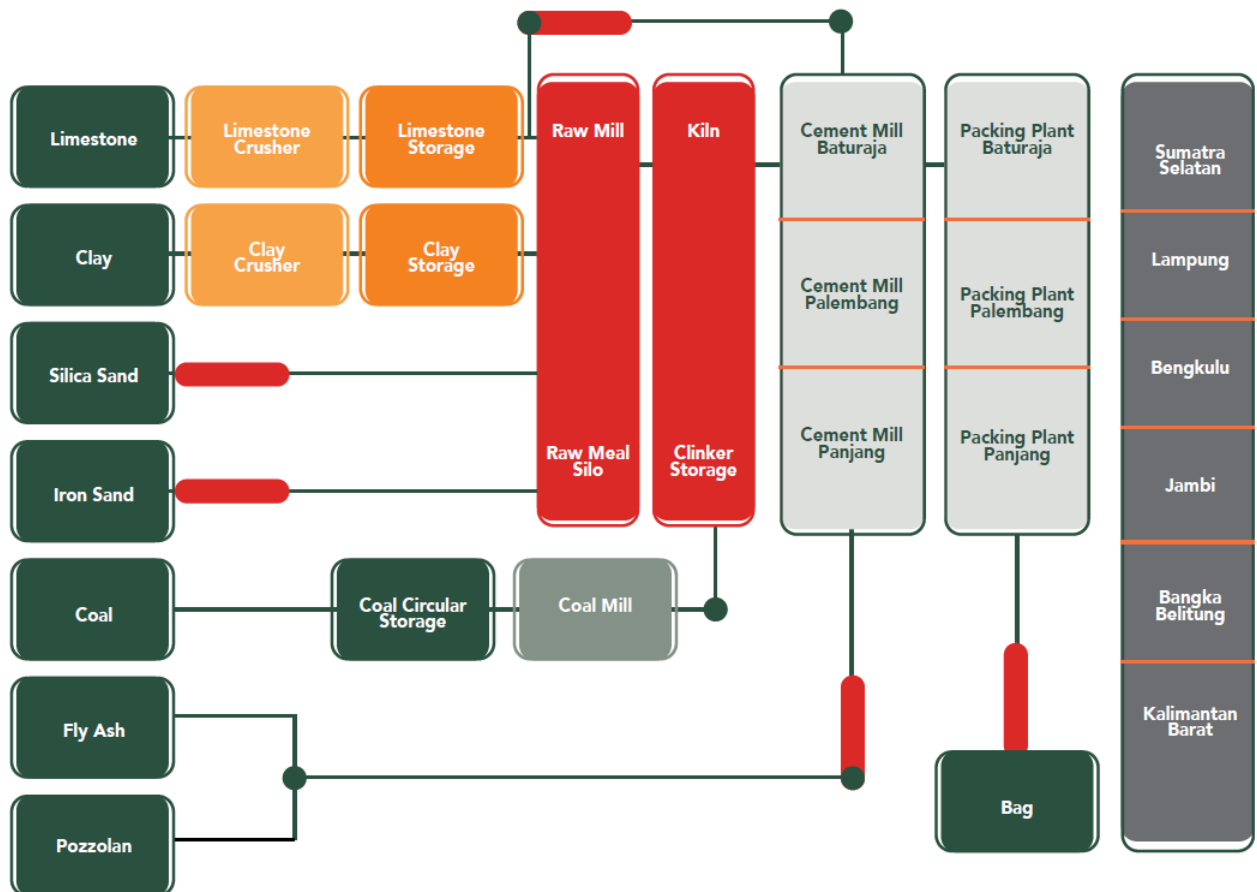 Limestone
Limestone
Crusher
Limestone
Storage
Raw Mill
Kiln
Cement Mill
Baturaja
Packing Plant
Baturaja
Sumatra
Selatan
Clay
Clay
Crusher
Clay
Storage
Cement Mill
Palembang
Packing Plant
Palembang
Lampung
Silica Sand
Bengkulu
Iron Sand
Raw Meal
Silo
Clinker
Storage
Cement Mill
Panjang
Packing Plant
Panjang
Jambi
Coal
Coal Circular
Storage
Coal Mill
Bangka
Belitung
Fly Ash
Kalimantan
Barat
Pozzolan
Bag